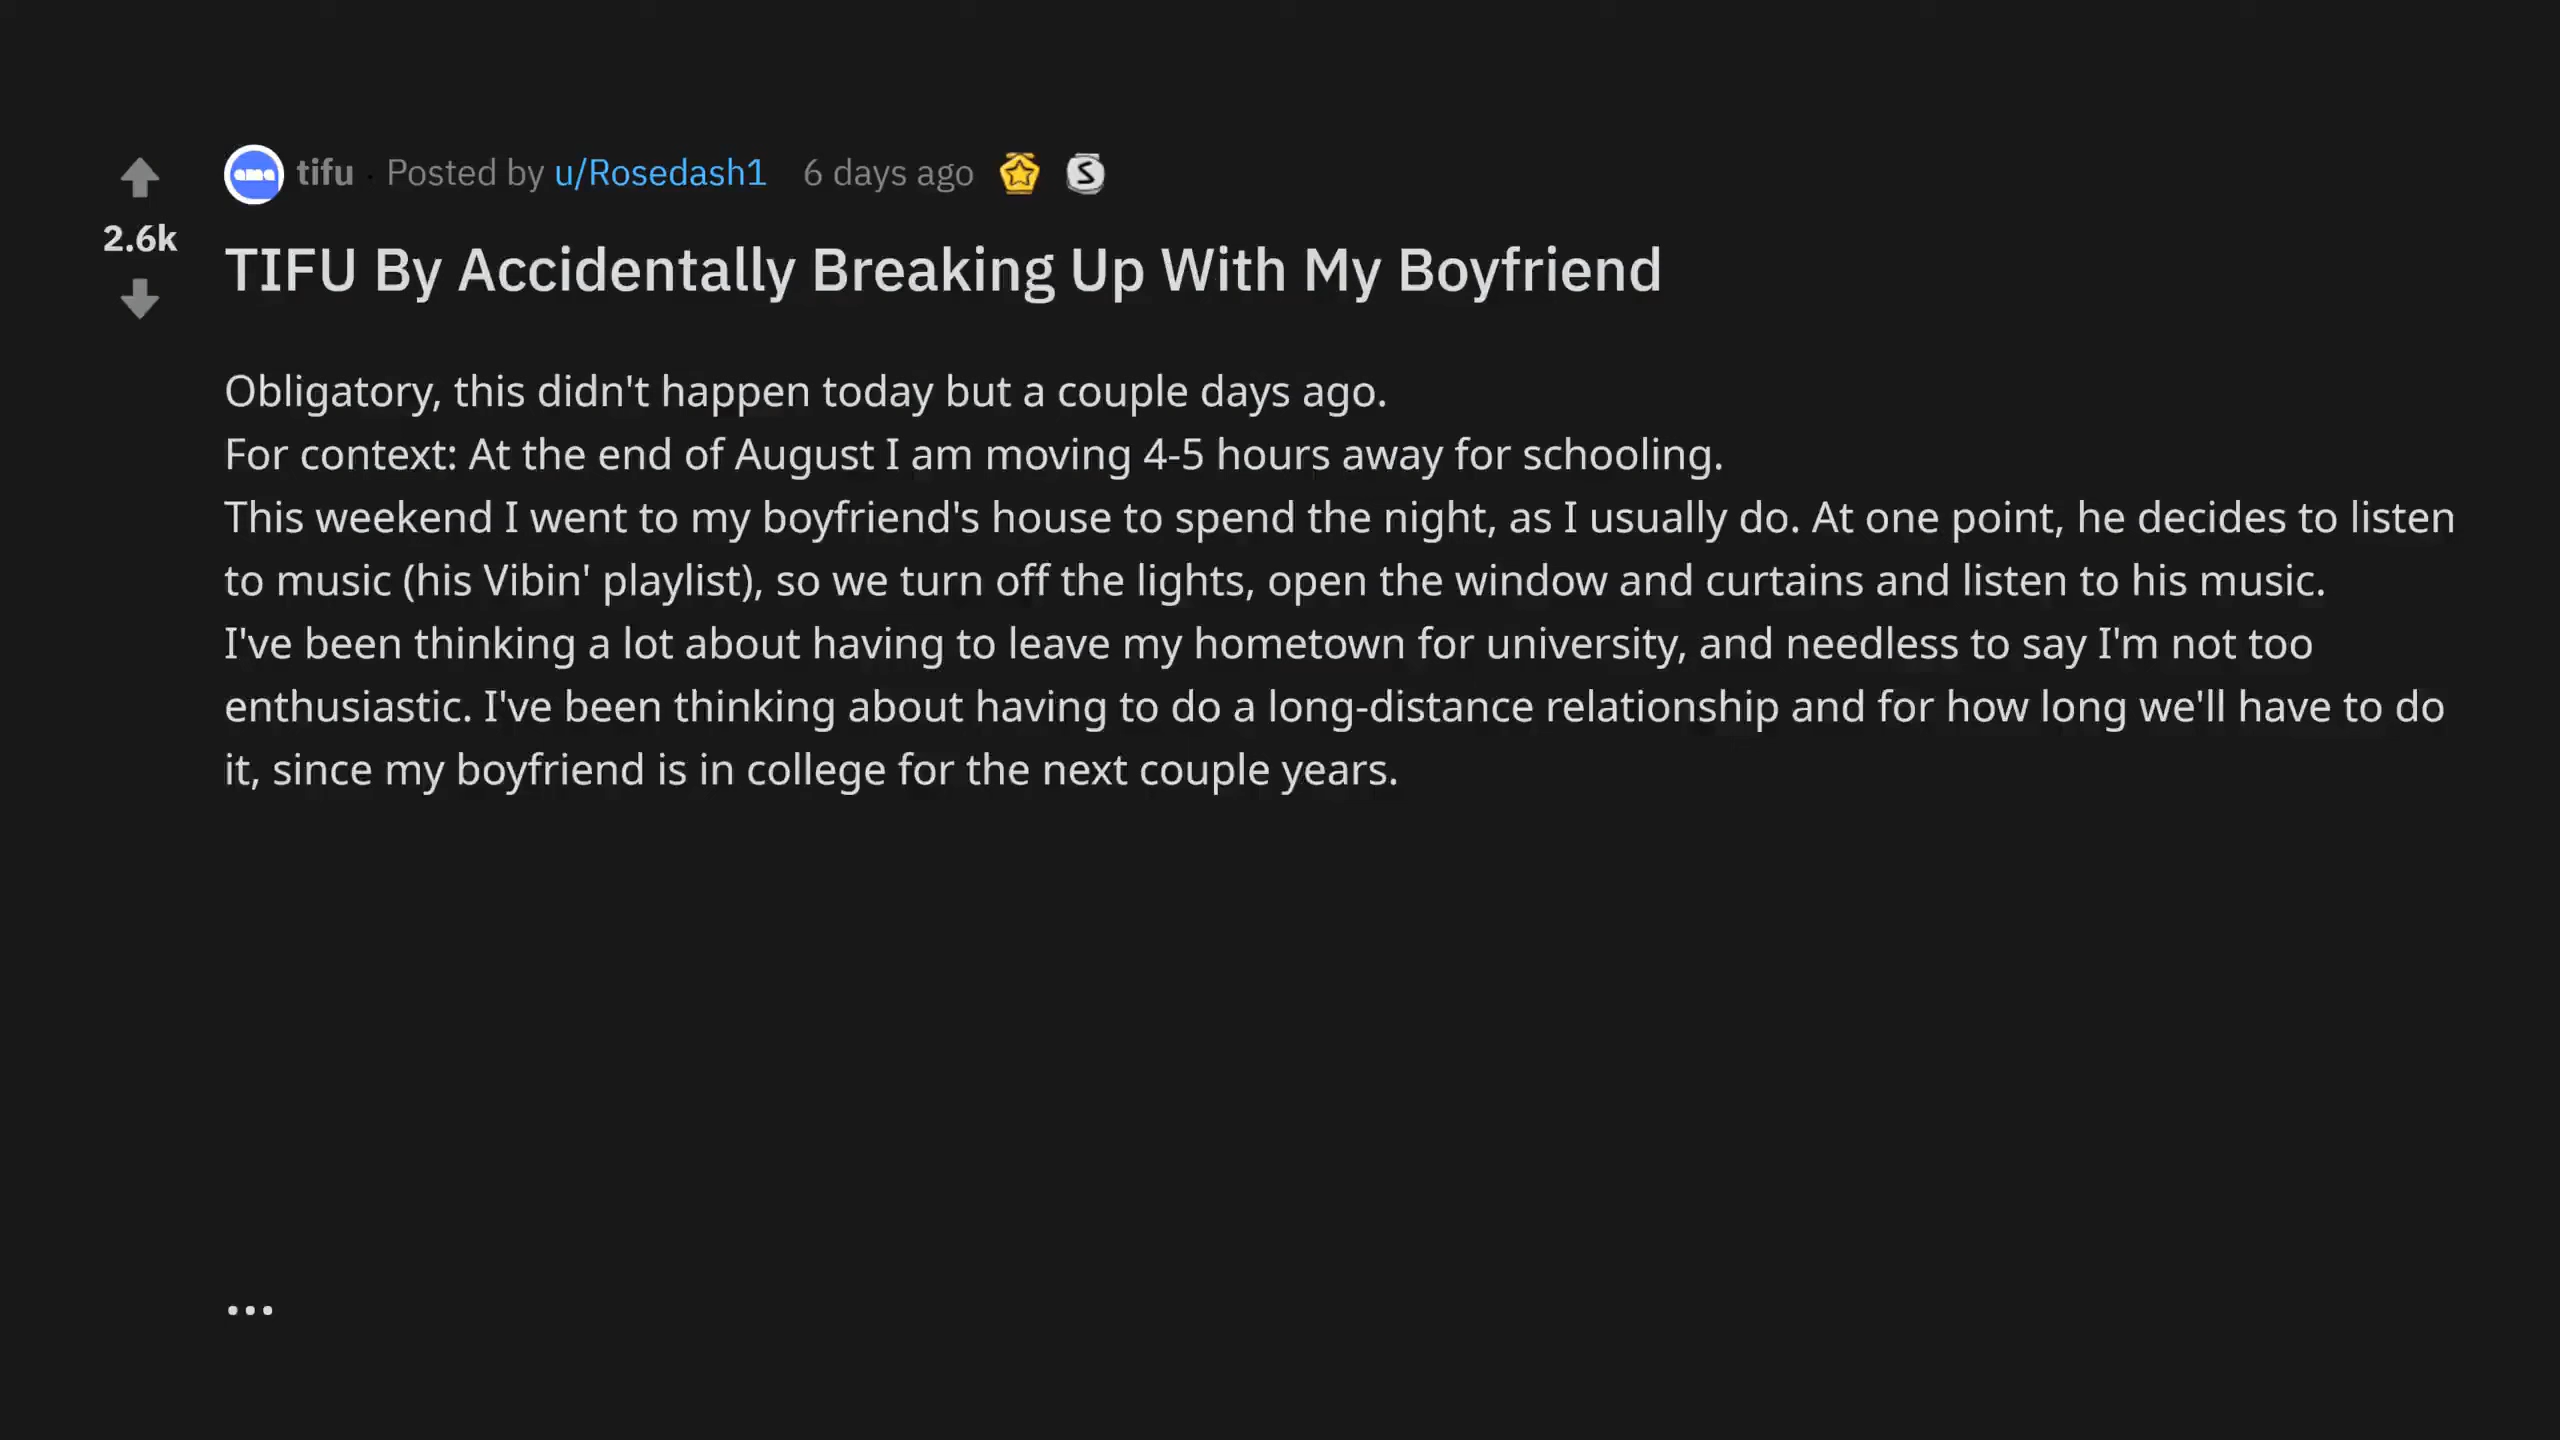 ama tifu · Posted by u/Rosedash1 6 days ago S
2.6k
TIFU By Accidentally Breaking Up With My Boyfriend
Obligatory, this didn't happen today but a couple days ago.
For context: At the end of August I am moving 4-5 hours away for schooling.
This weekend I went to my boyfriend's house to spend the night, as I usually do. At one point, he decides to listen
to music (his Vibin' playlist), so we turn off the lights, open the window and curtains and listen to his music.
I've been thinking a lot about having to leave my hometown for university, and needless to say I'm not too
enthusiastic. I've been thinking about having to do a long-distance relationship and for how long we'll have to do
it, since my boyfriend is in college for the next couple years.
...